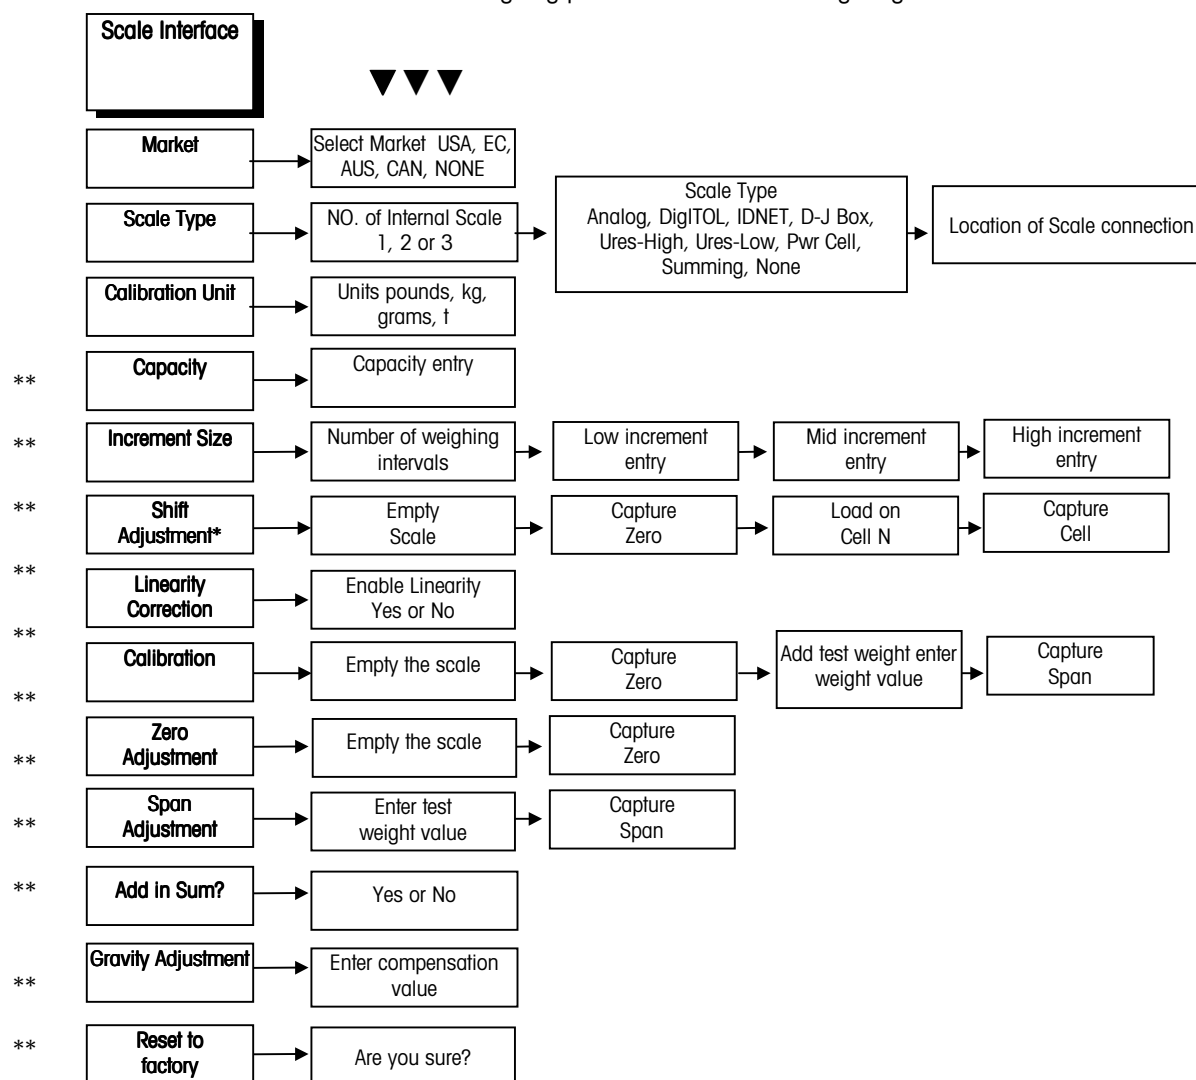 Scale Interface
Market
Select Market USA, EC,
AUS, CAN, NONE
Scale Type
NO. of Internal Scale
1, 2 or 3
Scale Type
Analog, DigITOL, IDNET, D-J Box,
Ures-High, Ures-Low, Pwr Cell,
Summing, None
Location of Scale connection
Calibration Unit
Units pounds, kg,
grams, t
**
Capacity
Capacity entry
**
Increment Size
Number of weighing
intervals
Low increment
entry
Mid increment
entry
High increment
entry
**
Shift
Adjustment*
Empty
Scale
Capture
Zero
Load on
Cell N
Capture
Cell
**
Linearity
Correction
Enable Linearity
Yes or No
**
Calibration
Empty the scale
Capture
Zero
Add test weight enter
weight value
Capture
Span
**
Zero
Adjustment
Empty the scale
Capture
Zero
**
Span
Adjustment
Enter test
weight value
Capture
Span
**
Add in Sum?
Yes or No
**
Gravity Adjustment
Enter compensation
value
**
Reset to
factory
Are you sure?
**